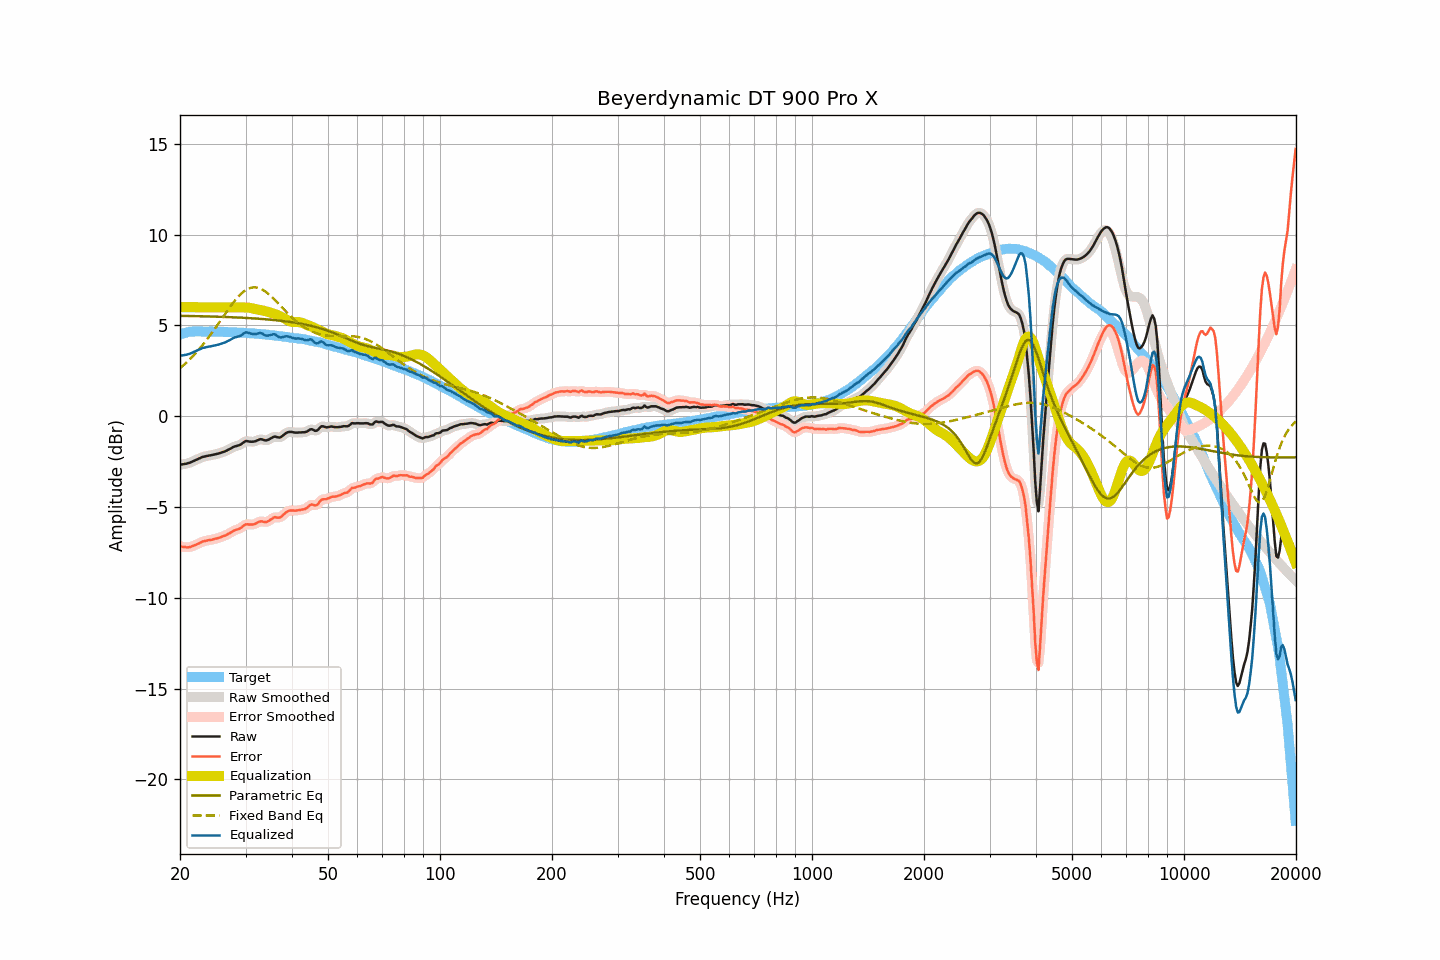 Beyerdynamic DT 900 Pro X
Amplitude (dBr)
15
10
5
0
−5
−10
−15
−20
Target
Raw Smoothed
Error Smoothed
Raw
Error
Equalization
Parametric Eq
Fixed Band Eq
Equalized
20 50 100 200 500 1000 2000 5000 10000 20000
Frequency (Hz)